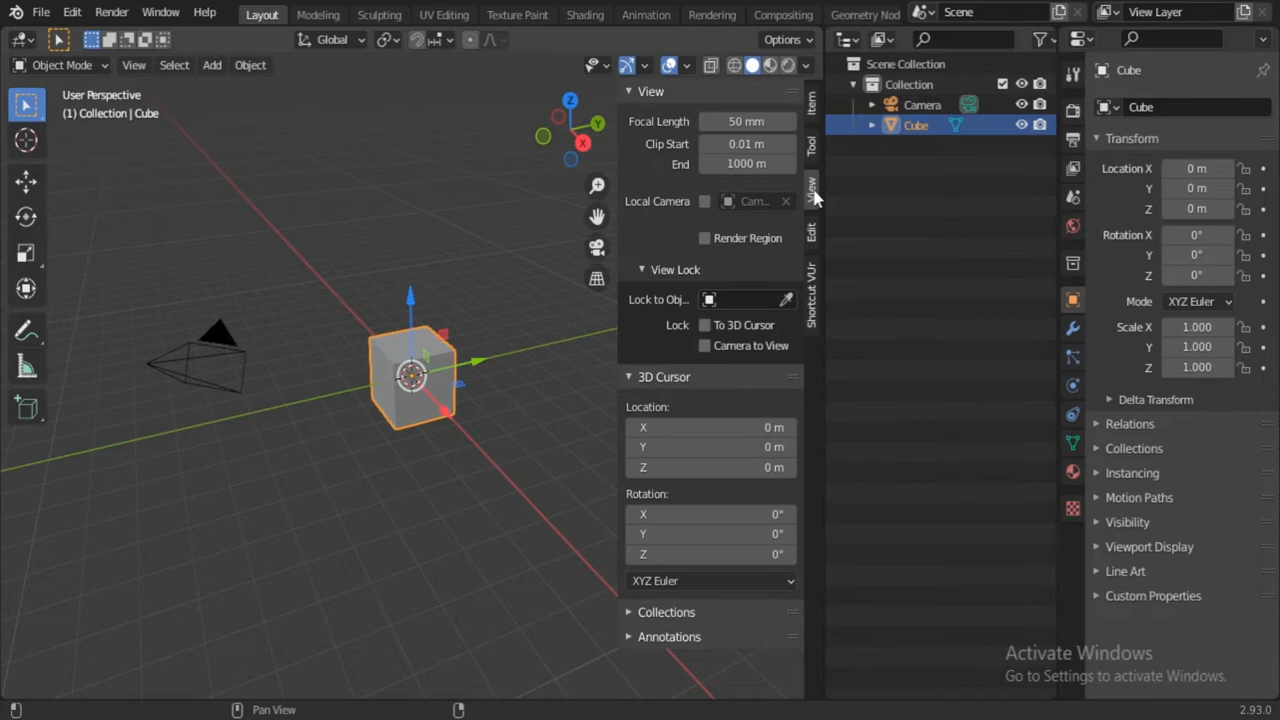 File Edit Render Window Help Layout Modeling Sculpting UV Editing Texture Paint Shading Animation Rendering Compositing Geometry Nod Scene View Layer
Global Options
Object Mode View Select Add Object
User Perspective
(1) Collection | Cube
Z
Y
X
View
Focal Length 50 mm
Clip Start 0.01 m
End 1000 m
Local Camera Cam...
Render Region
View Lock
Lock to Obj...
Lock To 3D Cursor
Camera to View
3D Cursor
Location:
X 0 m
Y 0 m
Z 0 m
Rotation:
X 0°
Y 0°
Z 0°
XYZ Euler
Collections
Annotations
Item
Tool
View
Edit
Shortcut VUr
Scene Collection
Collection
Camera
Cube
Cube
Cube
Transform
Location X 0 m
Y 0 m
Z 0 m
Rotation X 0°
Y 0°
Z 0°
Mode XYZ Euler
Scale X 1.000
Y 1.000
Z 1.000
Delta Transform
Relations
Collections
Instancing
Motion Paths
Visibility
Viewport Display
Line Art
Custom Properties
Activate Windows
Go to Settings to activate Windows.
Pan View
2.93.0